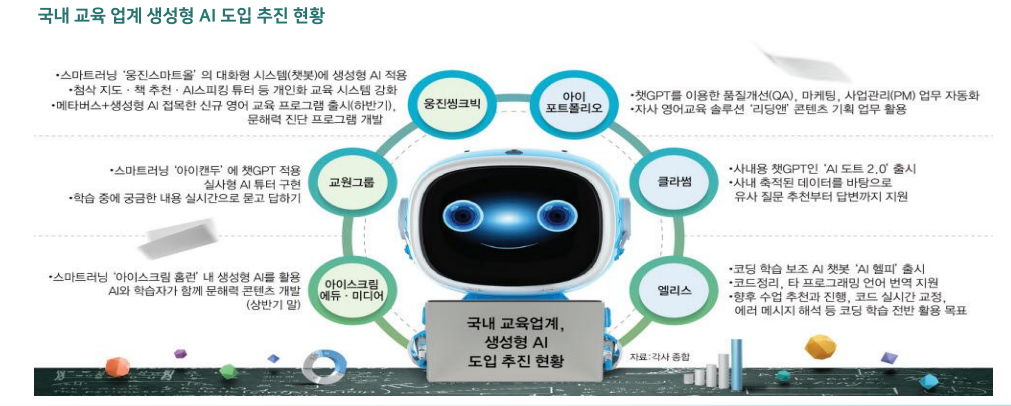 국내 교육 업계 생성형 AI 도입 추진 현황
•스마트러닝 ‘웅진스마트올’ 의 대화형 시스템(챗봇)에 생성형 AI 적용
•첨삭 지도 · 책 추천 · AI스피킹 튜터 등 개인화 교육 시스템 강화
•메타버스+생성형 AI 접목한 신규 영어 교육 프로그램 출시(하반기),
문해력 진단 프로그램 개발
웅진씽크빅
아이
포트폴리오
•챗GPT를 이용한 품질개선(QA), 마케팅, 사업관리(PM) 업무 자동화
•자사 영어교육 솔루션 ‘리딩앤’ 콘텐츠 기획 업무 활용
•스마트러닝 ‘아이캔두’ 에 챗GPT 적용
실사형 AI 튜터 구현
•학습 중에 궁금한 내용 실시간으로 묻고 답하기
교원그룹
클라썸
•사내용 챗GPT인 ‘AI 도트 2.0’ 출시
•사내 축적된 데이터를 바탕으로
유사 질문 추천부터 답변까지 지원
•스마트러닝 ‘아이스크림 홈런’ 내 생성형 AI를 활용
AI와 학습자가 함께 문해력 콘텐츠 개발
(상반기 말)
아이스크림
에듀 · 미디어
엘리스
•코딩 학습 보조 AI 챗봇 ‘AI 헬피’ 출시
•코드정리, 타 프로그래밍 언어 번역 지원
•향후 수업 추천과 진행, 코드 실시간 교정,
에러 메시지 해석 등 코딩 학습 전반 활용 목표
국내 교육업계,
생성형 AI
도입 추진 현황
자료:각사 종합